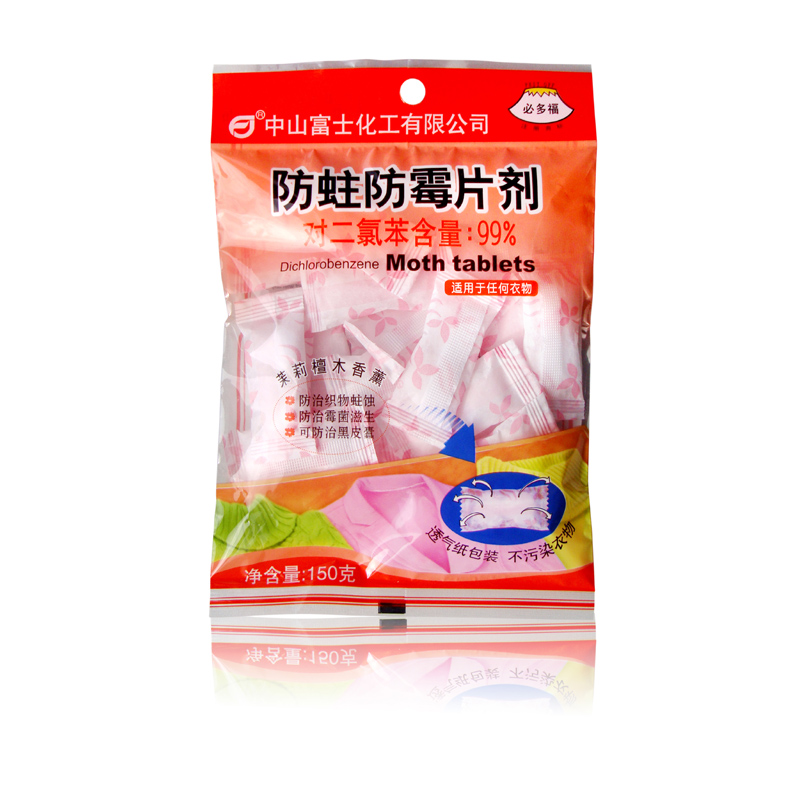 ®中山富士化工有限公司
必多福
防蛀防霉片剂
对二氯苯含量:99%
Dichlorobenzene Moth tablets
适用于任何衣物
茉莉檀木香薰
防治织物蛀蚀
防治霉菌滋生
可防治黑皮蠹
透气纸包装 不污染衣物
净含量:150克